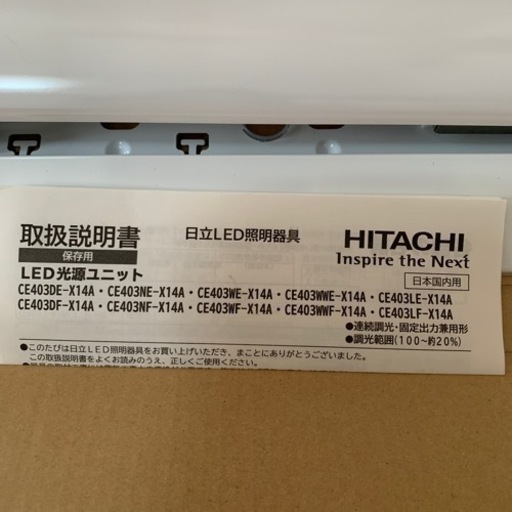 取扱説明書
保存用
日立LED照明器具
HITACHI
Inspire the Next
LED光源ユニット
日本国内用
CE403DE-X14A・CE403NE-X14A・CE403WE-X14A・CE403WWE-X14A・CE403LE-X14A
CE403DF-X14A・CE403NF-X14A・CE403WF-X14A・CE403WWF-X14A・CE403LF-X14A
●連続調光・固定出力兼用形
●調光範囲(100～約20%)
●このたびは日立LED照明器具をお買い上げいただき、まことにありがとうございました。
この取扱説明書をよくお読みのうえ、正しくご使用ください。